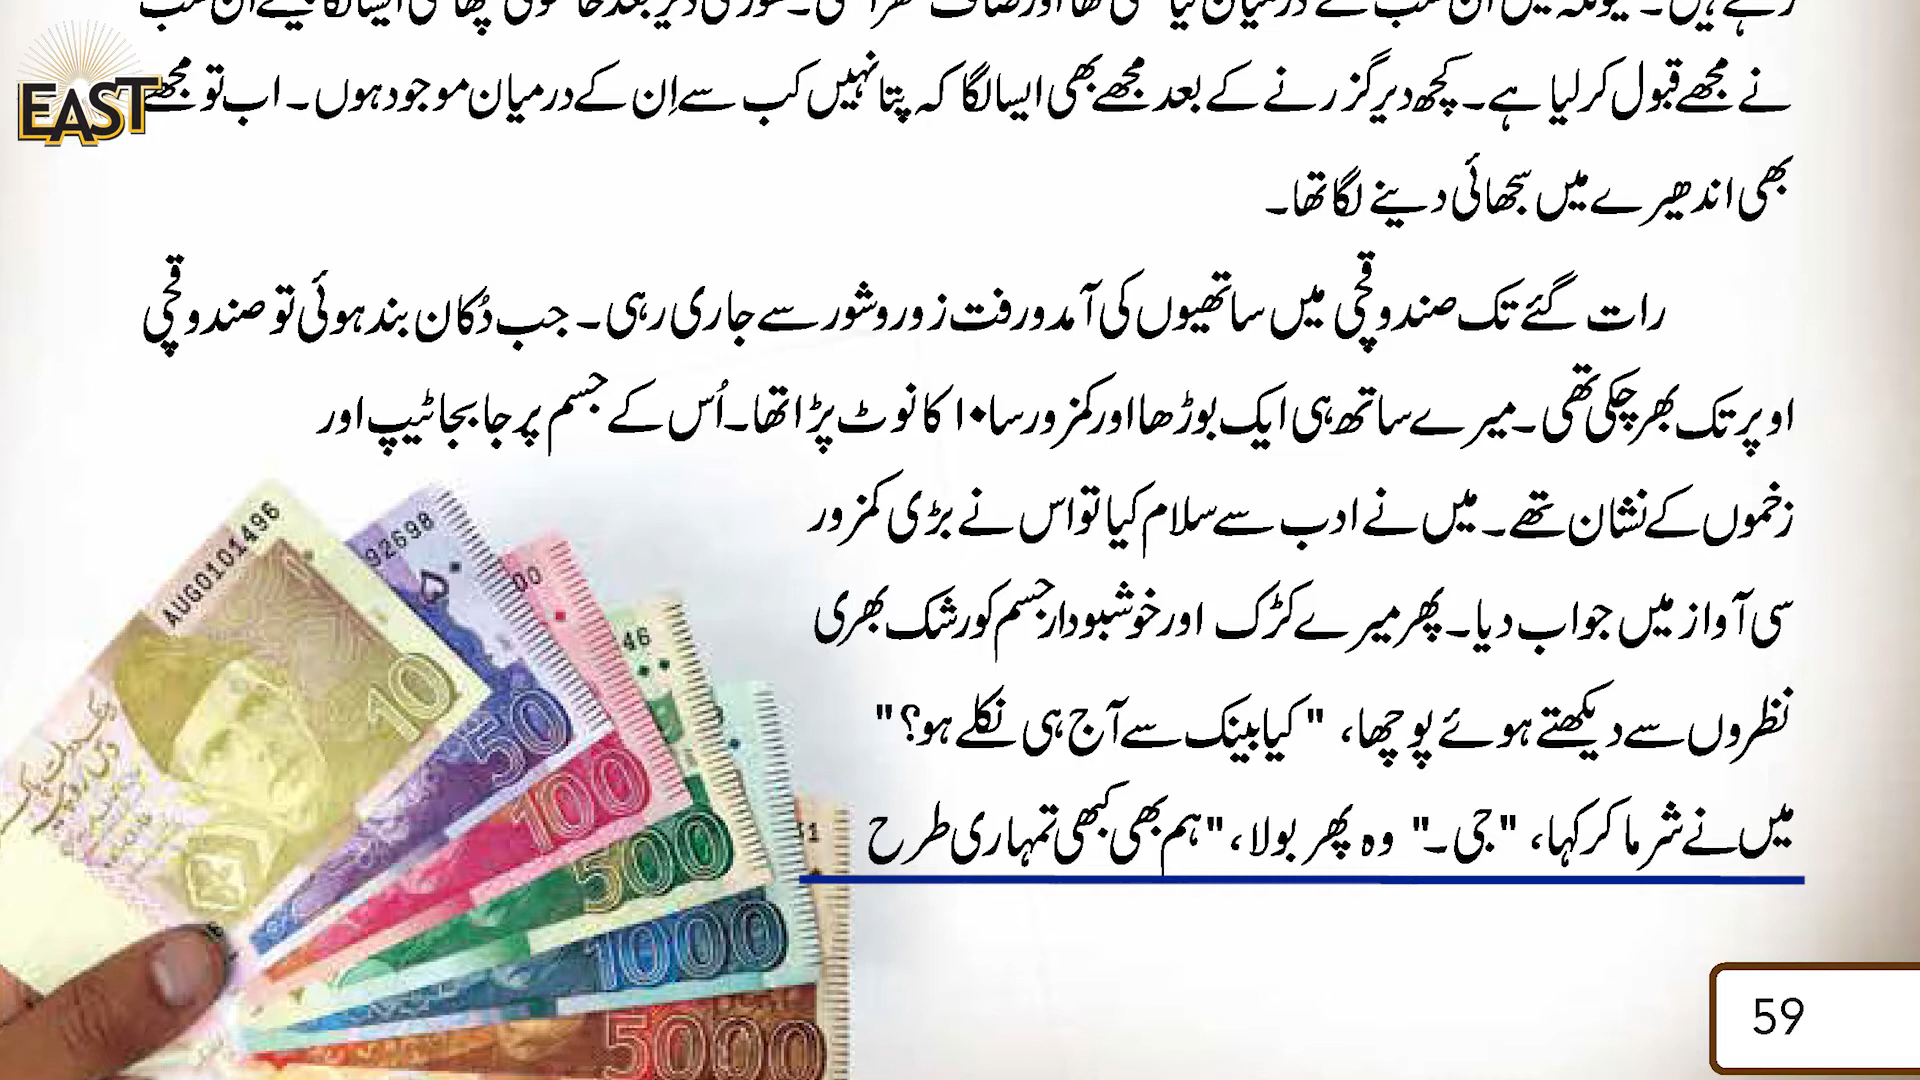 EAST
نے مجھے قبول کر لیا ہے۔ کچھ دیر گزرنے کے بعد مجھے بھی ایسا لگا کہ پتا نہیں کب سے اِن کے درمیان موجود ہوں۔ اب تو مجھے
بھی اندھیرے میں سجھائی دینے لگا تھا۔
رات گئے تک صندوقچی میں ساتھیوں کی آمدورفت زوروشور سے جاری رہی۔ جب دُکان بند ہوئی تو صندوقچی
اوپر تک بھر چکی تھی۔ میرے ساتھ ہی ایک بوڑھا اور کمزور سا ۱۰ کا نوٹ پڑا تھا۔ اُس کے جسم پر جا بجا ٹیپ اور
زخموں کے نشان تھے۔ میں نے ادب سے سلام کیا تو اس نے بڑی کمزور
سی آواز میں جواب دیا۔ پھر میرے کڑک اور خوشبودار جسم کو رشک بھری
نظروں سے دیکھتے ہوئے پوچھا، "کیا بینک سے آج ہی نکلے ہو؟"
میں نے شرما کر کہا، "جی۔" وہ پھر بولا، "ہم بھی کبھی تمہاری طرح
AUG0101496
92698
۵۰
00
46
10
50
100
500
1000
5000
59